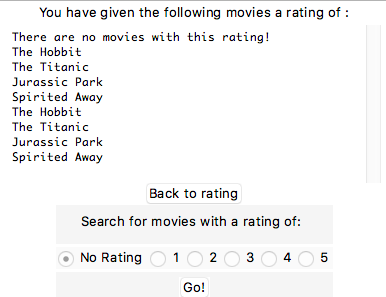 You have given the following movies a rating of :
There are no movies with this rating!
The Hobbit
The Titanic
Jurassic Park
Spirited Away
The Hobbit
The Titanic
Jurassic Park
Spirited Away
Back to rating
Search for movies with a rating of:
No Rating 1 2 3 4 5
Go!